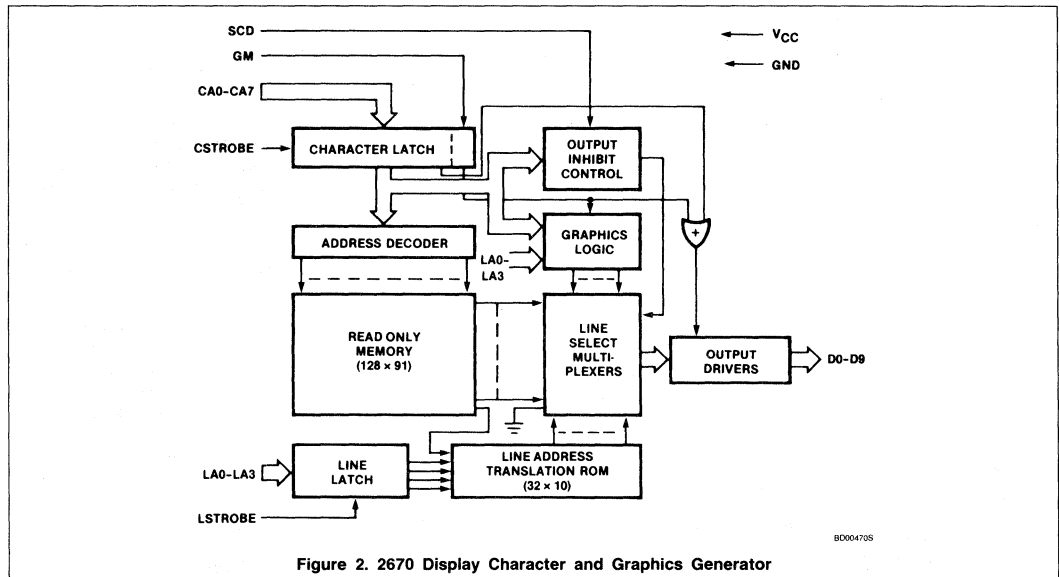 SCD
VCC
GM
GND
CA0-CA7
CSTROBE
CHARACTER LATCH
OUTPUT
INHIBIT
CONTROL
+
ADDRESS DECODER
GRAPHICS
LOGIC
LA0-
LA3
READ ONLY
MEMORY
(128 × 91)
LINE
SELECT
MULTI-
PLEXERS
OUTPUT
DRIVERS
D0-D9
LA0-LA3
LINE
LATCH
LINE ADDRESS
TRANSLATION ROM
(32 × 10)
LSTROBE
BD00470S
Figure 2. 2670 Display Character and Graphics Generator